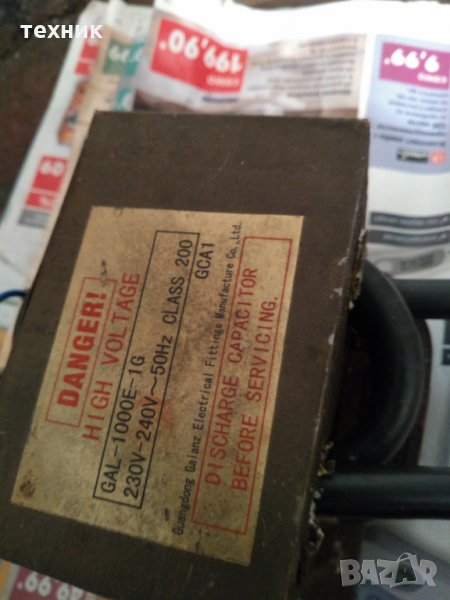 техник
199,90.
9,99.
DANGER!
HIGH VOLTAGE
GAL-1000E-1G
230V-240V~50Hz CLASS 200
GCA1
Guangdong Galanz Electrical Fittings Manufacture Co.,Ltd.
DISCHARGE CAPACITOR
BEFORE SERVICING.
BAZAR